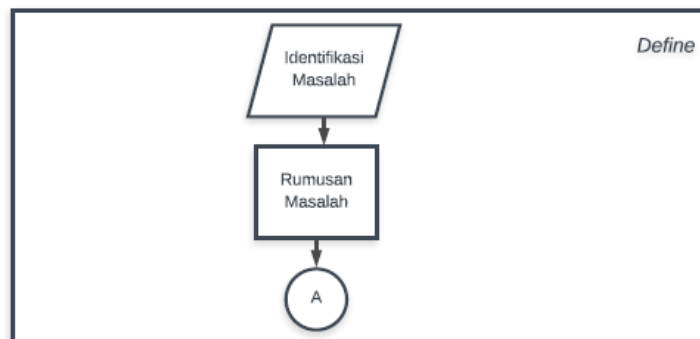 Define
Identifikasi
Masalah
Rumusan
Masalah
A